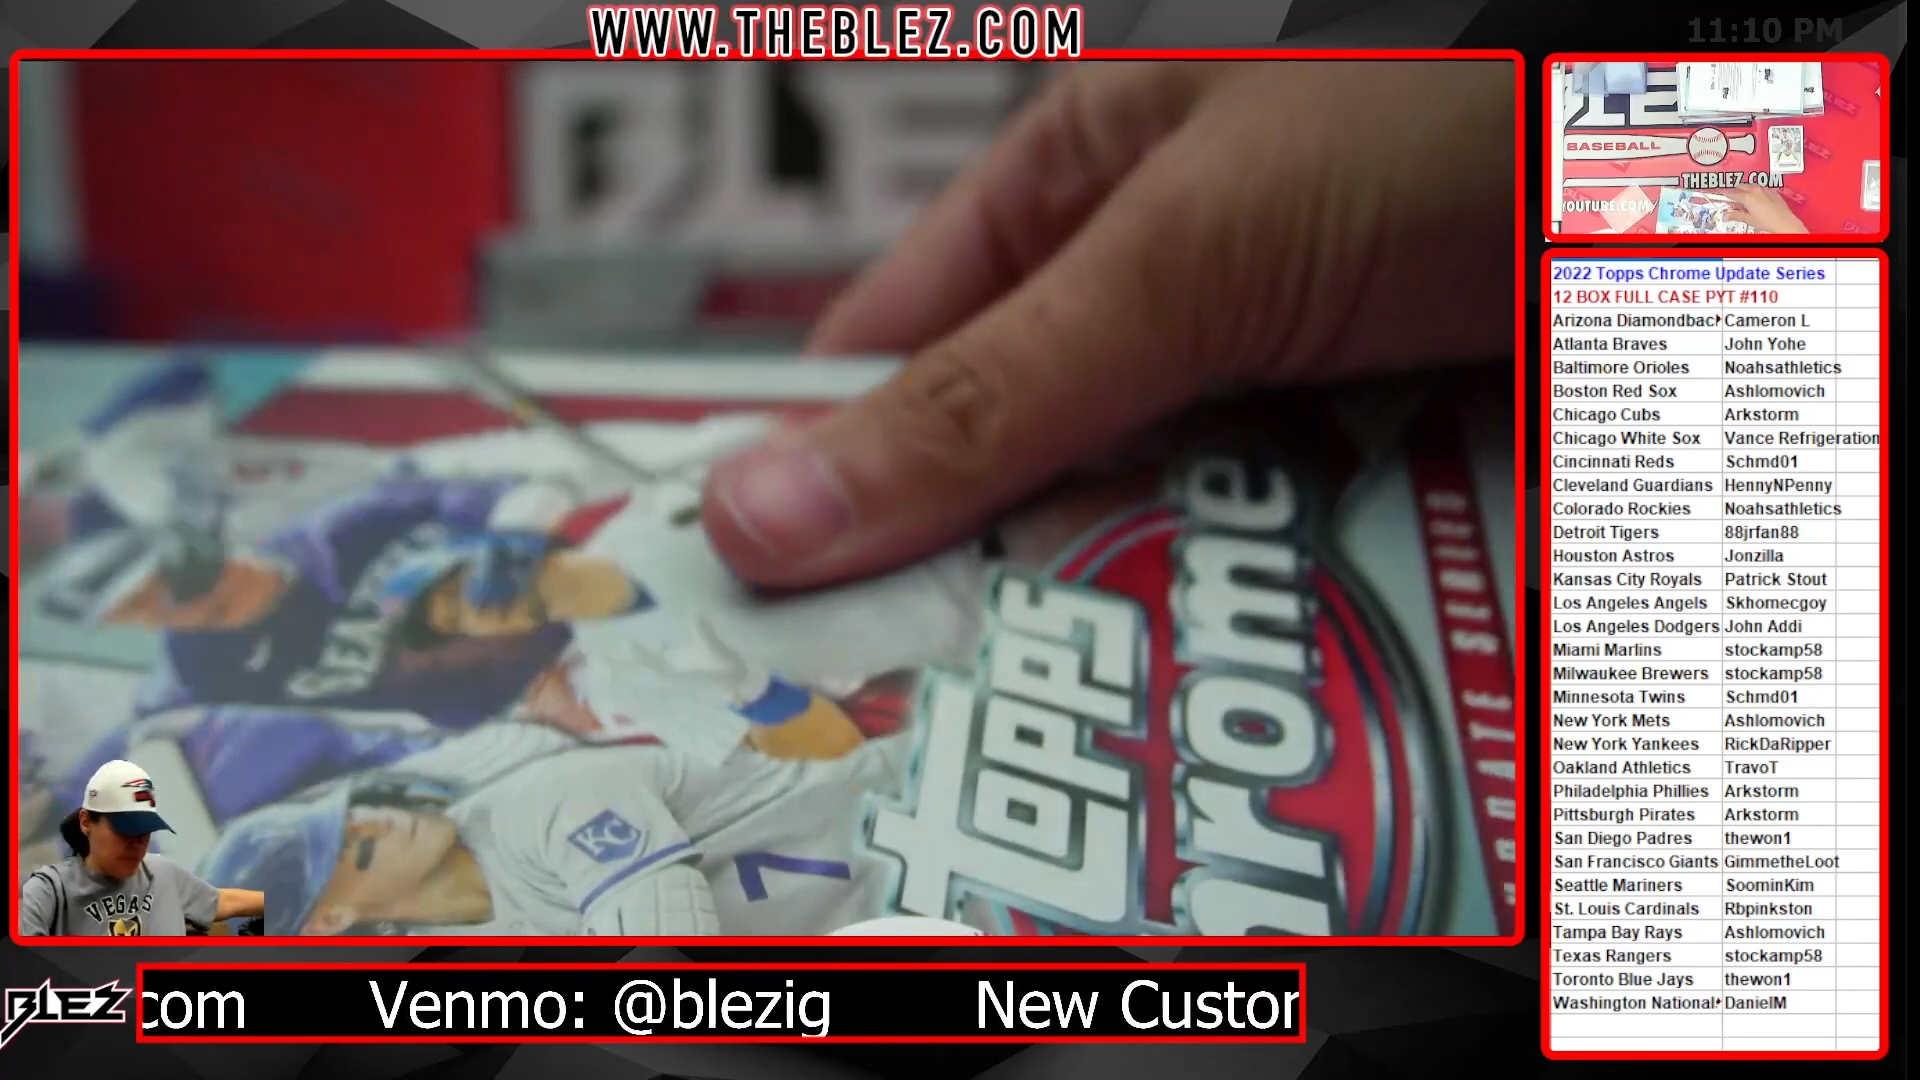 WWW.THEBLEZ.COM
11:10 PM
BASEBALL
THEBLEZ.COM
YOUTUBE.COM/
SEA
KC
7
Topps
hrome
VEGAS
2022 Topps Chrome Update Series
12 BOX FULL CASE PYT #110
Arizona Diamondbac Cameron L
Atlanta Braves John Yohe
Baltimore Orioles Noahsathletics
Boston Red Sox Ashlomovich
Chicago Cubs Arkstorm
Chicago White Sox Vance Refrigeration
Cincinnati Reds Schmd01
Cleveland Guardians HennyNPenny
Colorado Rockies Noahsathletics
Detroit Tigers 88jrfan88
Houston Astros Jonzilla
Kansas City Royals Patrick Stout
Los Angeles Angels Skhomecgoy
Los Angeles Dodgers John Addi
Miami Marlins stockamp58
Milwaukee Brewers stockamp58
Minnesota Twins Schmd01
New York Mets Ashlomovich
New York Yankees RickDaRipper
Oakland Athletics TravoT
Philadelphia Phillies Arkstorm
Pittsburgh Pirates Arkstorm
San Diego Padres thewon1
San Francisco Giants GimmetheLoot
Seattle Mariners SoominKim
St. Louis Cardinals Rbpinkston
Tampa Bay Rays Ashlomovich
Texas Rangers stockamp58
Toronto Blue Jays thewon1
Washington National DanielM
BLEZ
com Venmo: @blezig New Custor